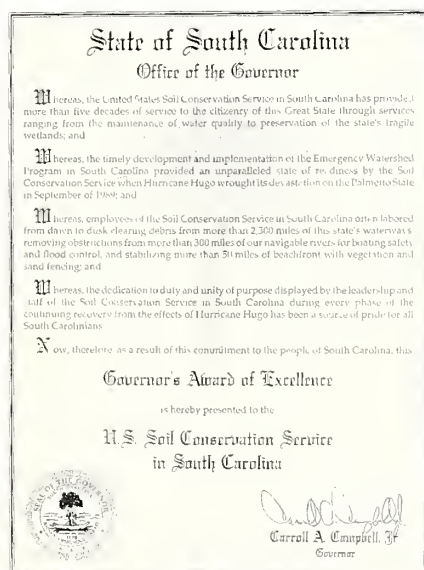 State of South Carolina
Office of the Governor
Whereas, the United States Soil Conservation Service in South Carolina has provided
more than five decades of service to the citizenry of this Great State through services
ranging from the maintenance of water quality to preservation of the state's fragile
wetlands; and
Whereas, the timely development and implementation of the Emergency Watershed
Program in South Carolina provided an unparalleled state of readiness by the Soil
Conservation Service when Hurricane Hugo wrought its devastation on the Palmetto State
in September of 1989; and
Whereas, employees of the Soil Conservation Service in South Carolina often labored
from dawn to dusk clearing debris from more than 2,300 miles of this state's waterways,
removing obstructions from more than 300 miles of our navigable rivers for boating safety
and flood control, and stabilizing more than 50 miles of beachfront with vegetation and
sand fencing; and
Whereas, the dedication to duty and unity of purpose displayed by the leadership and
staff of the Soil Conservation Service in South Carolina during every phase of the
continuing recovery from the effects of Hurricane Hugo has been a source of pride for all
South Carolinians
Now, therefore as a result of this commitment to the people of South Carolina, this
Governor's Award of Excellence
is hereby presented to the
U.S. Soil Conservation Service
in South Carolina
SEAL OF THE GOVERNOR
Carroll A. Campbell, Jr
Governor